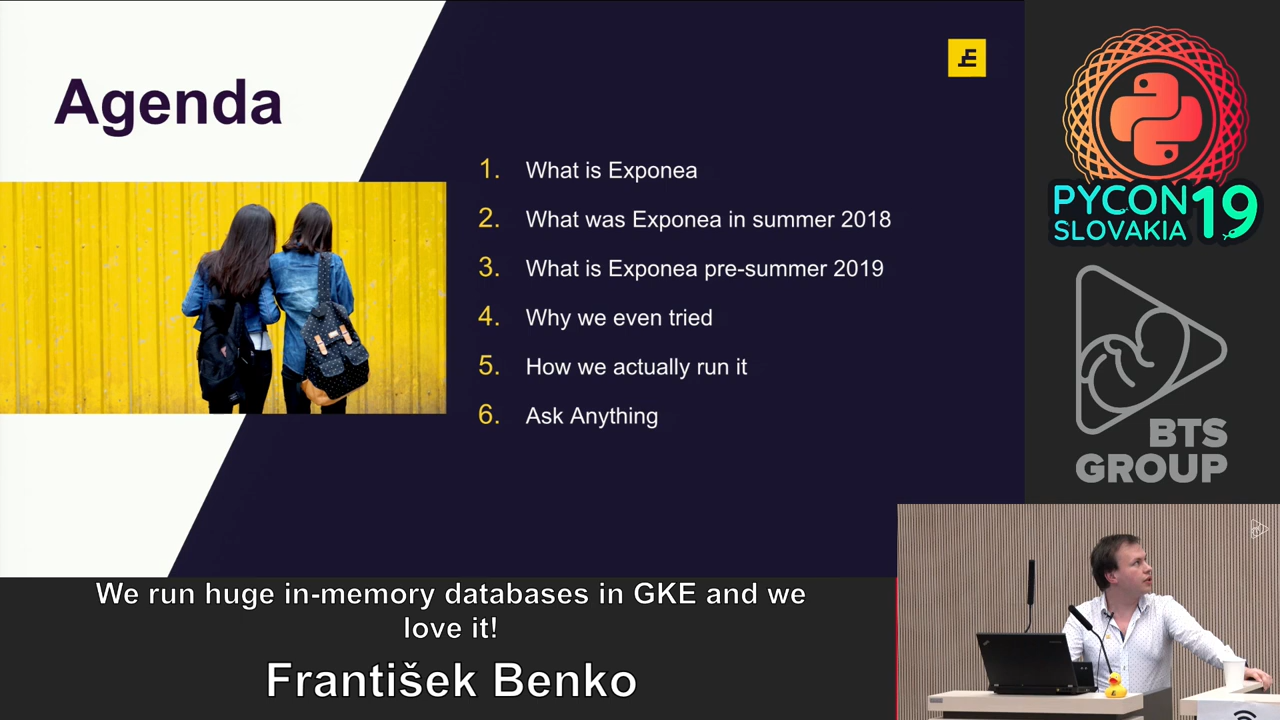 Agenda
1. What is Exponea
2. What was Exponea in summer 2018
3. What is Exponea pre-summer 2019
4. Why we even tried
5. How we actually run it
6. Ask Anything
PYCON 19
SLOVAKIA
BTS
GROUP
We run huge in-memory databases in GKE and we
love it!
František Benko